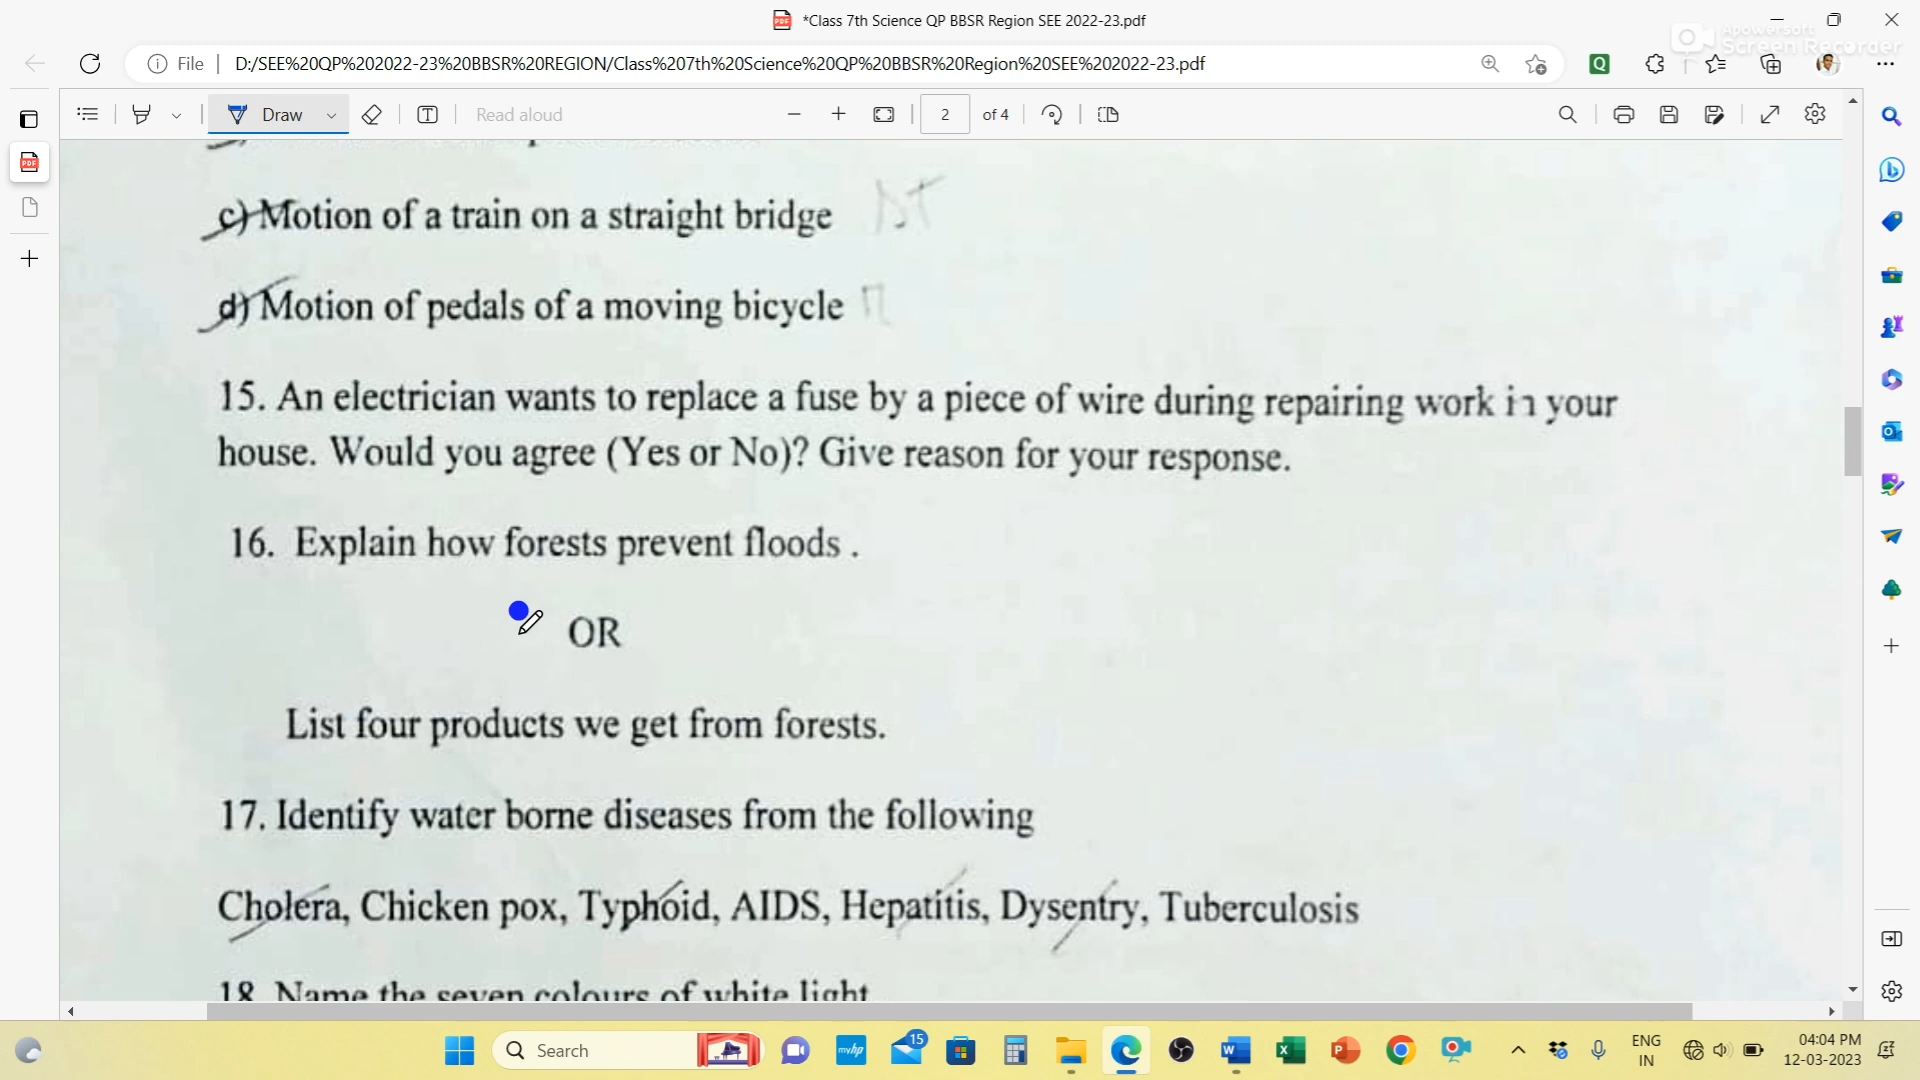 *Class 7th Science QP BBSR Region SEE 2022-23.pdf
Apowersoft
Screen Recorder
File
D:/SEE%20QP%202022-23%20BBSR%20REGION/Class%207th%20Science%20QP%20BBSR%20Region%20SEE%202022-23.pdf
Draw
Read aloud
2 of 4
c) Motion of a train on a straight bridge
d) Motion of pedals of a moving bicycle
15. An electrician wants to replace a fuse by a piece of wire during repairing work in your
house. Would you agree (Yes or No)? Give reason for your response.
16. Explain how forests prevent floods .
OR
List four products we get from forests.
17. Identify water borne diseases from the following
Cholera, Chicken pox, Typhoid, AIDS, Hepatitis, Dysentry, Tuberculosis
18. Name the seven colours of white light
Search
myhp
15
ENG
IN
04:04 PM
12-03-2023